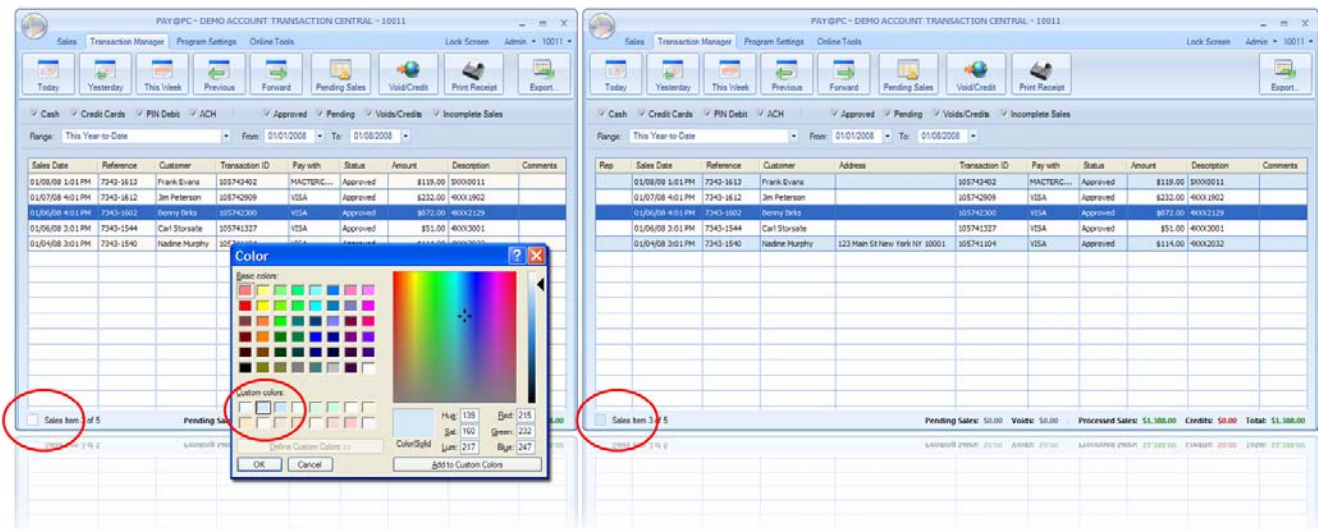 PAY@PC - DEMO ACCOUNT TRANSACTION CENTRAL - 10011
Sales Transaction Manager Program Settings Online Tools Lock Screen Admin 10011
Today Yesterday This Week Previous Forward Pending Sales Void/Credit Print Receipt Export...
Cash Credit Cards PIN Debit ACH Approved Pending Voids/Credits Incomplete Sales
Range: This Year-to-Date From: 01/01/2008 To: 01/08/2008
Sales Date Reference Customer Transaction ID Pay with Status Amount Description Comments
01/08/08 1:01 PM 7343-1613 Frank Evans 105743402 MACTERC... Approved $119.00 5XXX0011
01/07/08 4:01 PM 7343-1612 Jim Peterson 105742909 VISA Approved $232.00 4XXX1902
01/06/08 4:01 PM 7343-1602 Benny Birks 105742300 VISA Approved $872.00 4XXX2129
01/06/08 3:01 PM 7343-1544 Carl Storsate 105741327 VISA Approved $51.00 4XXX3001
01/04/08 3:01 PM 7343-1540 Nadine Murphy
Color
Basic colors:
Custom colors:
Hue: 139 Red: 215
Sat: 160 Green: 232
Color|Solid Lum: 217 Blue: 247
Define Custom Colors >>
OK Cancel Add to Custom Colors
Sales Item 3 of 5 Pending
PAY@PC - DEMO ACCOUNT TRANSACTION CENTRAL - 10011
Sales Transaction Manager Program Settings Online Tools Lock Screen Admin 10011
Today Yesterday This Week Previous Forward Pending Sales Void/Credit Print Receipt Export...
Cash Credit Cards PIN Debit ACH Approved Pending Voids/Credits Incomplete Sales
Range: This Year-to-Date From: 01/01/2008 To: 01/08/2008
Rep Sales Date Reference Customer Address Transaction ID Pay with Status Amount Description Comments
01/08/08 1:01 PM 7343-1613 Frank Evans 105743402 MACTERC... Approved $119.00 5XXX0011
01/07/08 4:01 PM 7343-1612 Jim Peterson 105742909 VISA Approved $232.00 4XXX1902
01/06/08 4:01 PM 7343-1602 Benny Birks 105742300 VISA Approved $872.00 4XXX2129
01/06/08 3:01 PM 7343-1544 Carl Storsate 105741327 VISA Approved $51.00 4XXX3001
01/04/08 3:01 PM 7343-1540 Nadine Murphy 123 Main St New York NY 10001 105741104 VISA Approved $114.00 4XXX2032
Sales Item 3 of 5 Pending Sales: $0.00 Voids: $0.00 Processed Sales: $1,388.00 Credits: $0.00 Total: $1,388.00